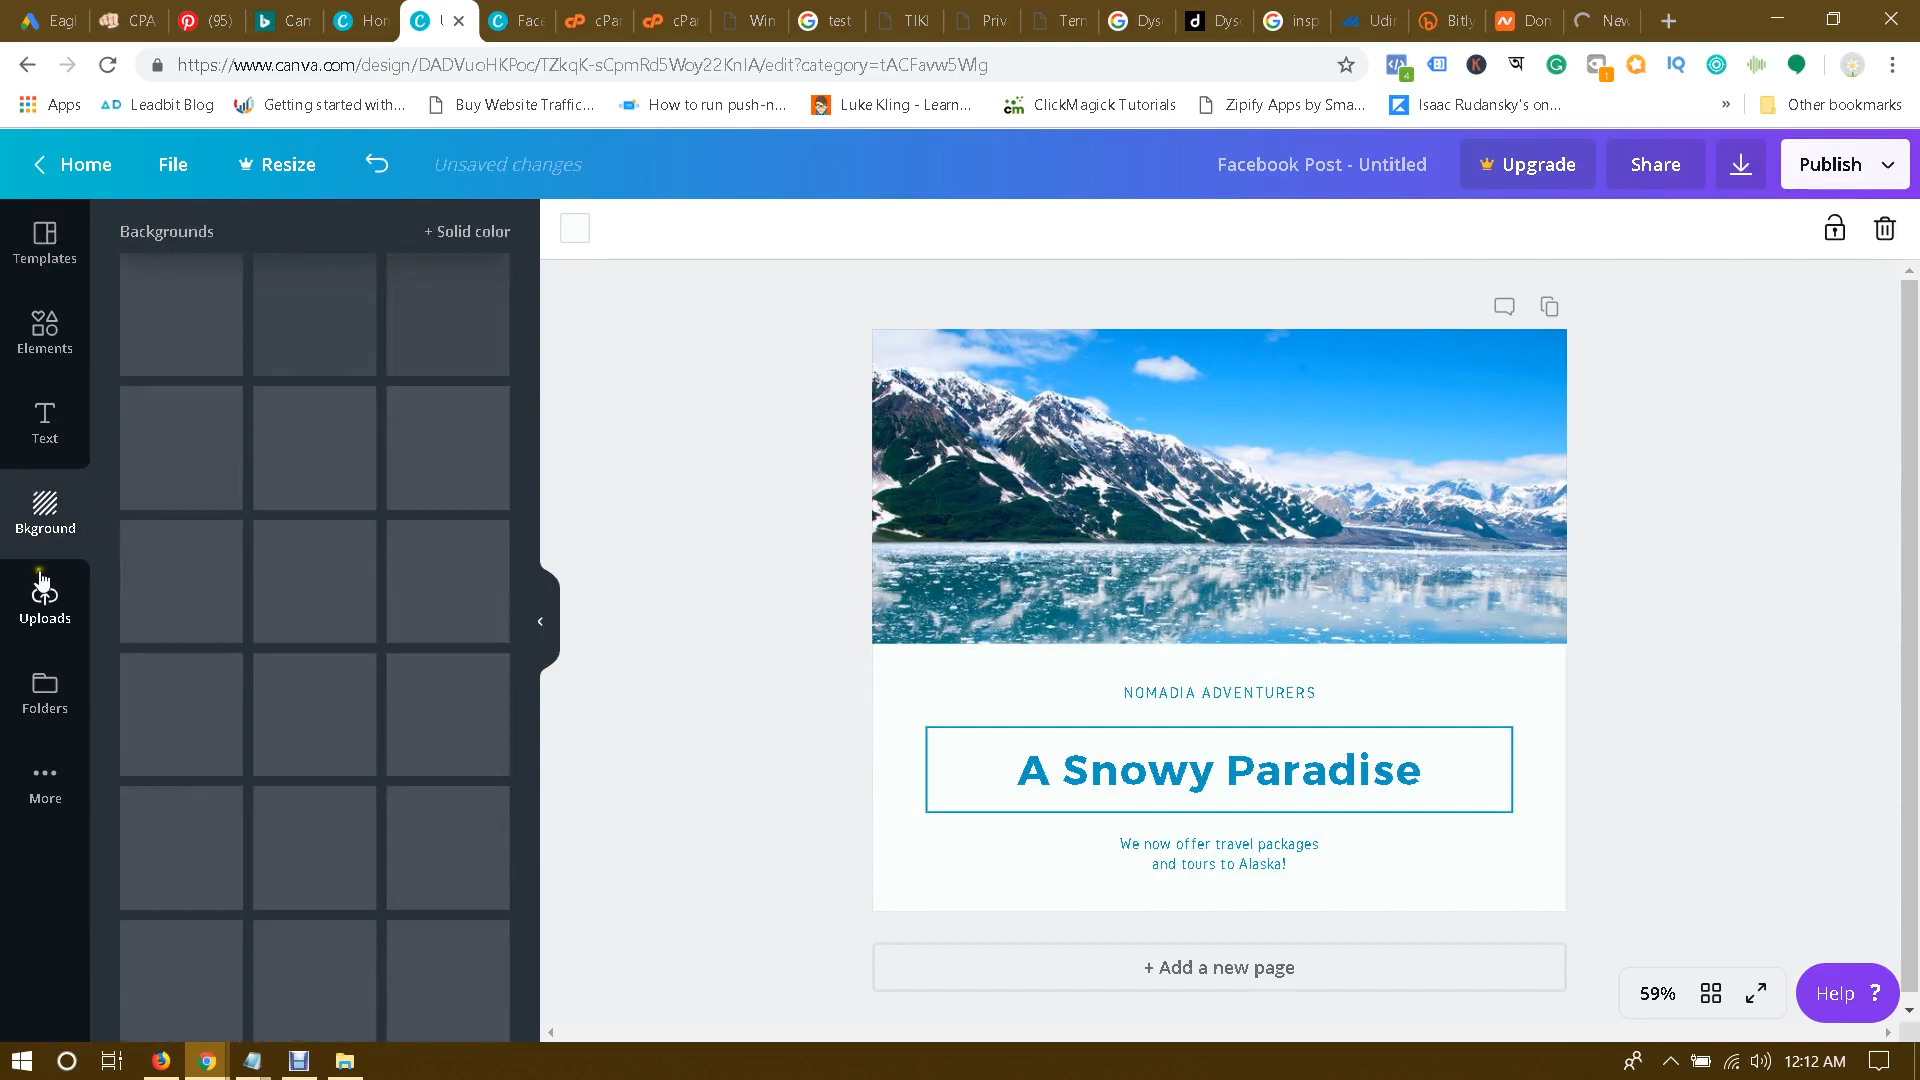 Eagl
CPA
(95)
Can
Hon
Face
cPar
cPar
Win
test
TIKI
Priv
Tern
Dyso
Dyso
insp
Udir
Bitly
Don
New
https://www.canva.com/design/DADVuoHKPoc/TZkqK-sCpmRd5Woy22KnIA/edit?category=tACFavw5WIg
Apps
Leadbit Blog
Getting started with...
Buy Website Traffic...
How to run push-n...
Luke Kling - Learn...
ClickMagick Tutorials
Zipify Apps by Sma...
Isaac Rudansky's on...
»
Other bookmarks
Home
File
Resize
Unsaved changes
Facebook Post - Untitled
Upgrade
Share
Publish
Templates
Elements
Text
Bkground
Uploads
Folders
More
Backgrounds
+ Solid color
NOMADIA ADVENTURERS
A Snowy Paradise
We now offer travel packages
and tours to Alaska!
+ Add a new page
59%
Help ?
12:12 AM